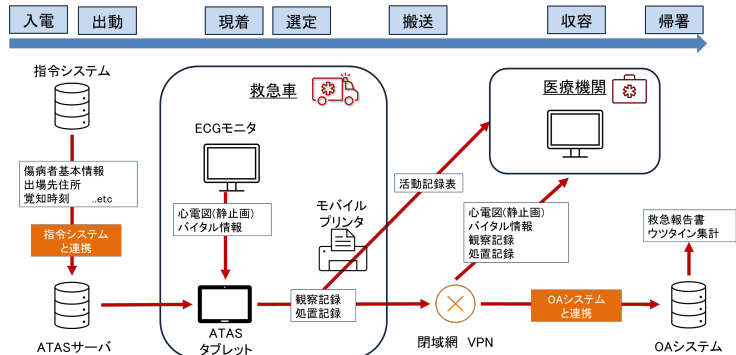 入電
出動
現着
選定
搬送
収容
帰署
指令システム
傷病者基本情報
出場先住所
覚知時刻 ..etc
指令システム
と連携
ATASサーバ
救急車
ECGモニタ
心電図(静止画)
バイタル情報
モバイル
プリンタ
観察記録
処置記録
ATAS
タブレット
活動記録表
医療機関
心電図(静止画)
バイタル情報
観察記録
処置記録
閉域網 VPN
OAシステム
と連携
救急報告書
ウツタイン集計
OAシステム